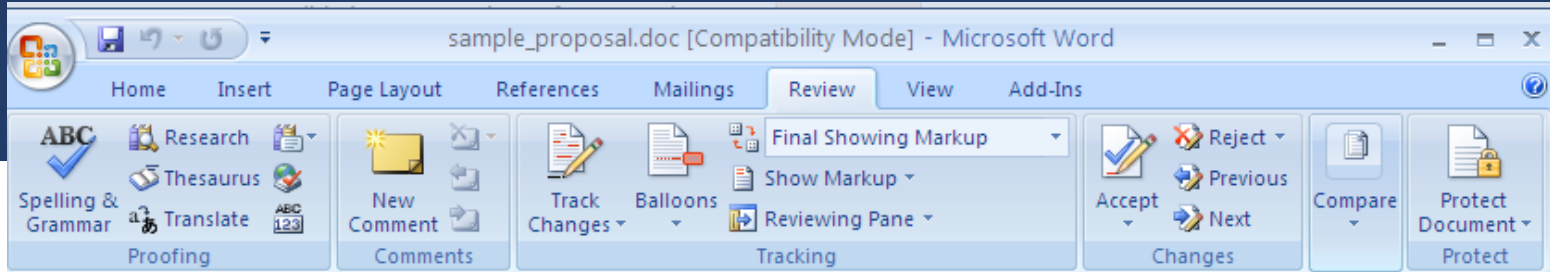 sample_proposal.doc [Compatibility Mode] - Microsoft Word
Home Insert Page Layout References Mailings Review View Add-Ins
ABC
Spelling & Grammar
Research
Thesaurus
Translate
ABC
123
Proofing
New Comment
Comments
Track Changes
Balloons
Final Showing Markup
Show Markup
Reviewing Pane
Tracking
Accept
Reject
Previous
Next
Changes
Compare
Protect Document
Protect